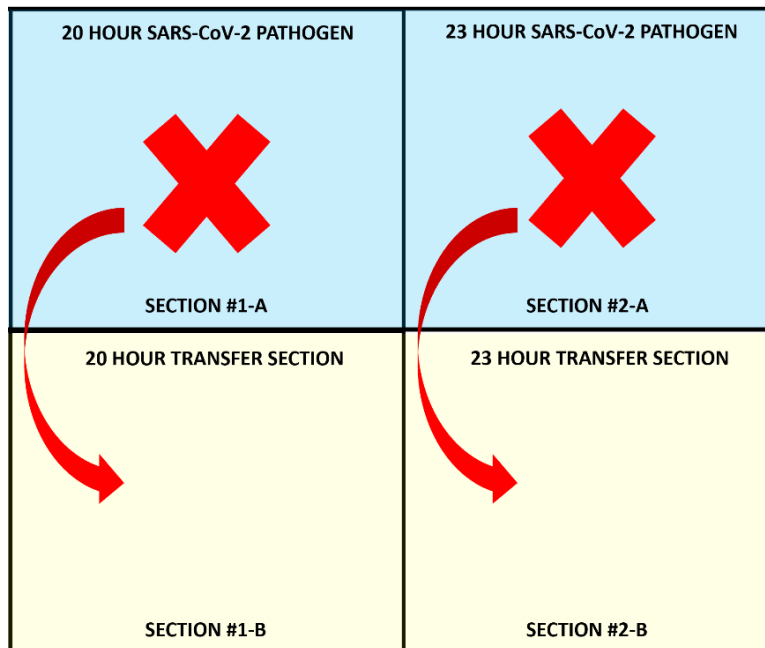 20 HOUR SARS-CoV-2 PATHOGEN
23 HOUR SARS-CoV-2 PATHOGEN
SECTION #1-A
SECTION #2-A
20 HOUR TRANSFER SECTION
23 HOUR TRANSFER SECTION
SECTION #1-B
SECTION #2-B